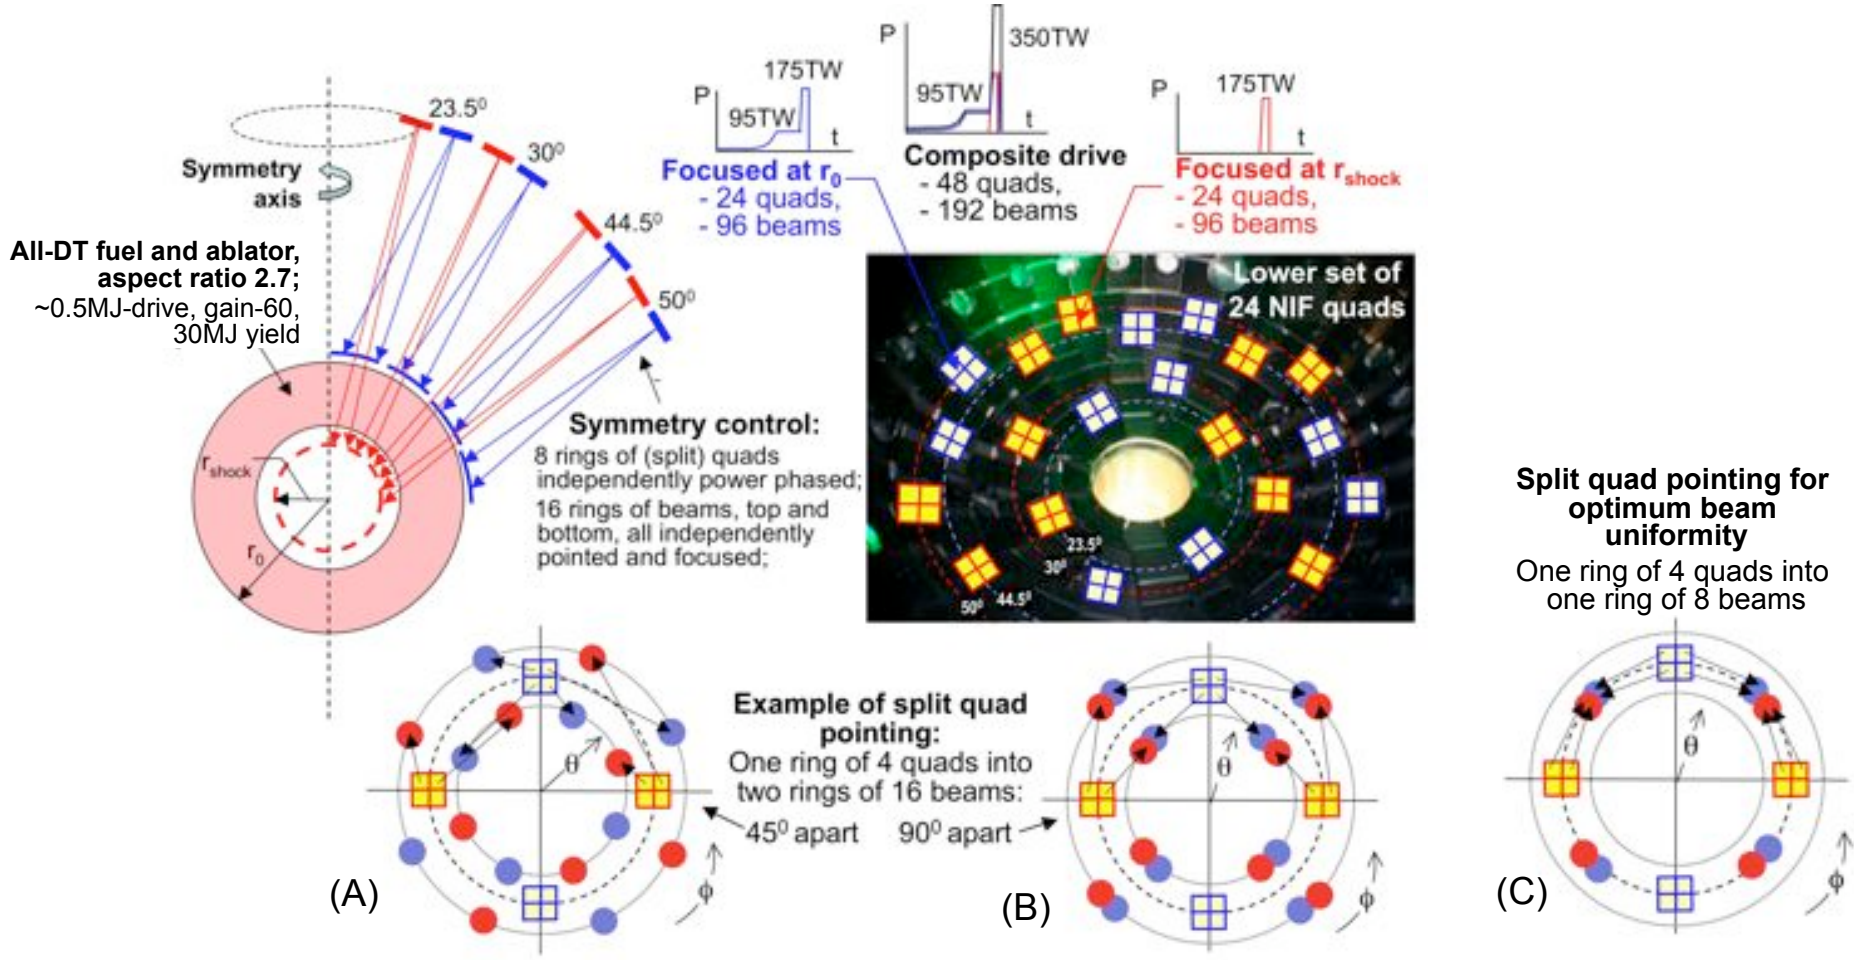 P
175TW
95TW
t
P
350TW
95TW
t
P
175TW
t
23.5⁰
30⁰
44.5⁰
50⁰
Symmetry
axis
Focused at r₀
- 24 quads,
- 96 beams
Composite drive
- 48 quads,
- 192 beams
Focused at rshock
- 24 quads,
- 96 beams
All-DT fuel and ablator,
aspect ratio 2.7;
~0.5MJ-drive, gain-60,
30MJ yield
rshock
r₀
Symmetry control:
8 rings of (split) quads
independently power phased;
16 rings of beams, top and
bottom, all independently
pointed and focused;
Lower set of
24 NIF quads
23.5⁰
30⁰
44.5⁰
50⁰
Split quad pointing for
optimum beam
uniformity
One ring of 4 quads into
one ring of 8 beams
Example of split quad
pointing:
One ring of 4 quads into
two rings of 16 beams:
45⁰ apart
90⁰ apart
θ
ϕ
(A)
θ
ϕ
(B)
θ
ϕ
(C)